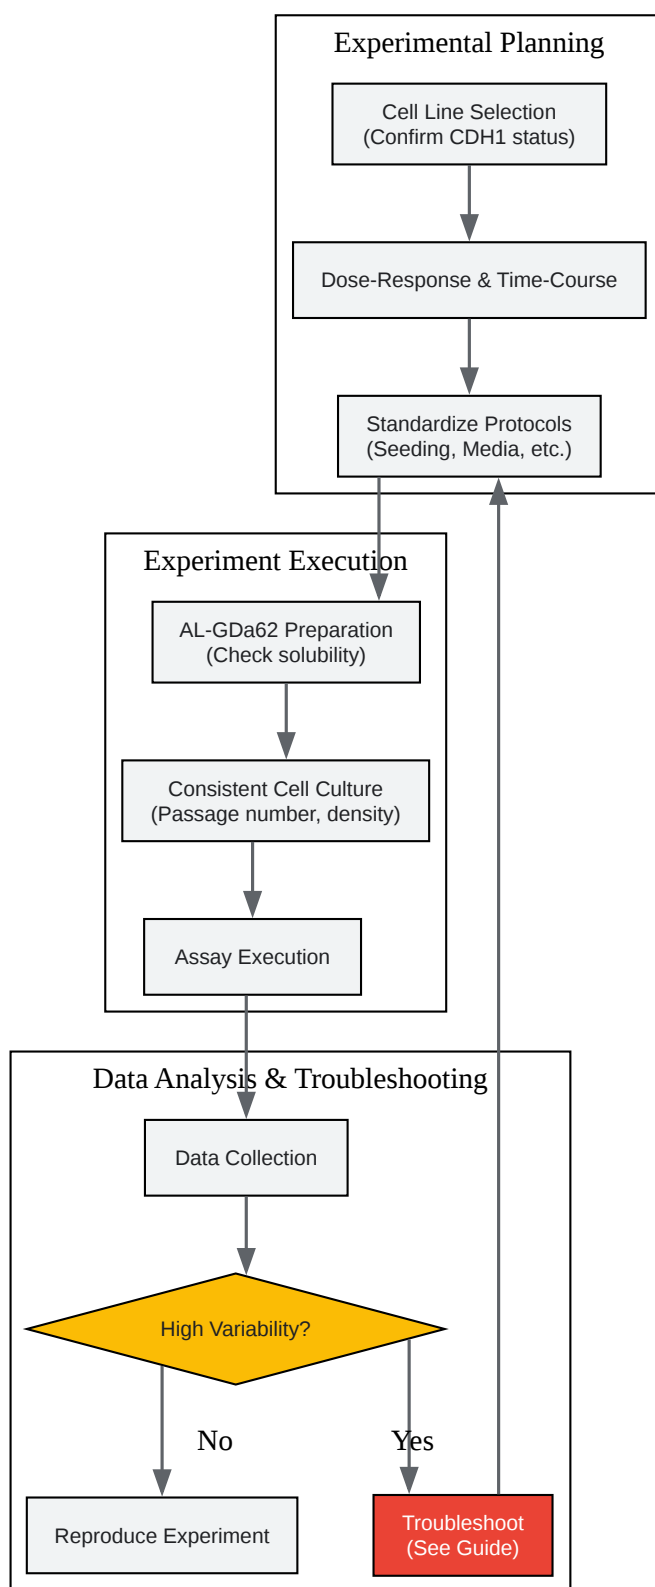 Experimental Planning
Cell Line Selection
(Confirm CDH1 status)
Dose-Response & Time-Course
Standardize Protocols
(Seeding, Media, etc.)
Experiment Execution
AL-GDa62 Preparation
(Check solubility)
Consistent Cell Culture
(Passage number, density)
Assay Execution
Data Analysis & Troubleshooting
Data Collection
High Variability?
No
Yes
Reproduce Experiment
Troubleshoot
(See Guide)